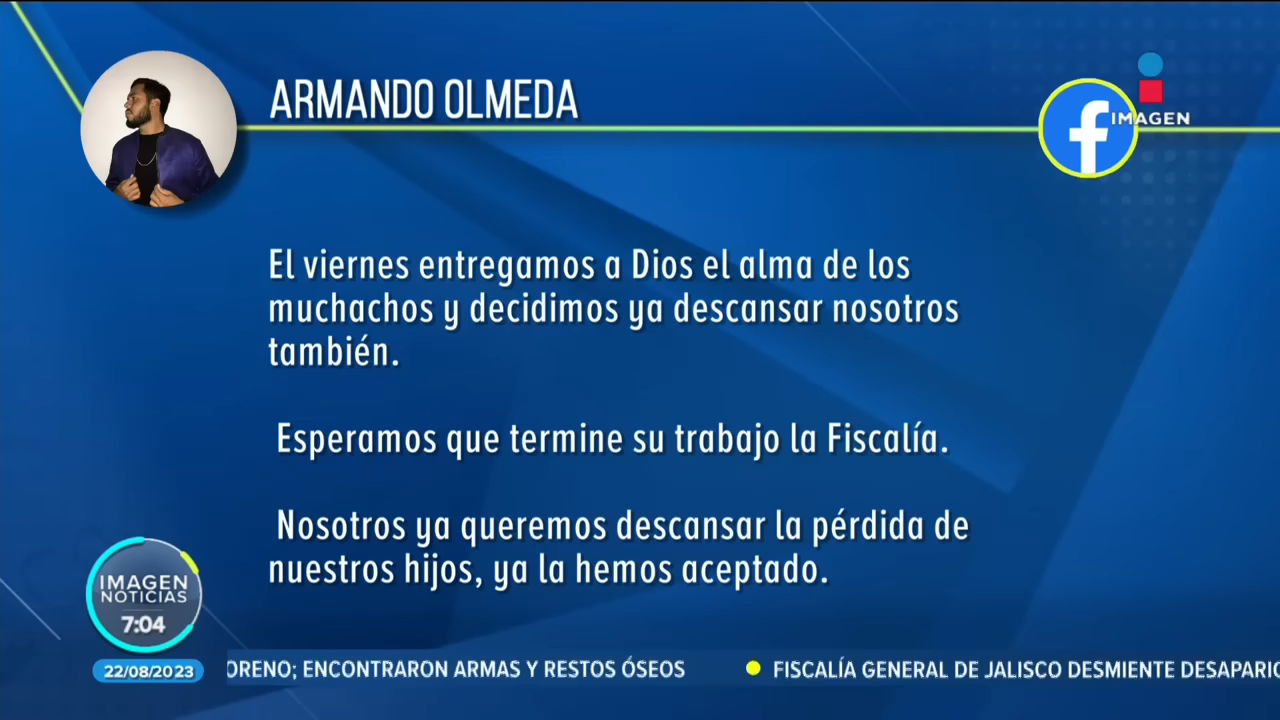 ARMANDO OLMEDA
IMAGEN
El viernes entregamos a Dios el alma de los
muchachos y decidimos ya descansar nosotros
también.
Esperamos que termine su trabajo la Fiscalía.
Nosotros ya queremos descansar la pérdida de
nuestros hijos, ya la hemos aceptado.
IMAGEN
NOTICIAS
7:04
22/08/2023
ORENO; ENCONTRARON ARMAS Y RESTOS ÓSEOS
FISCALÍA GENERAL DE JALISCO DESMIENTE DESAPARIC